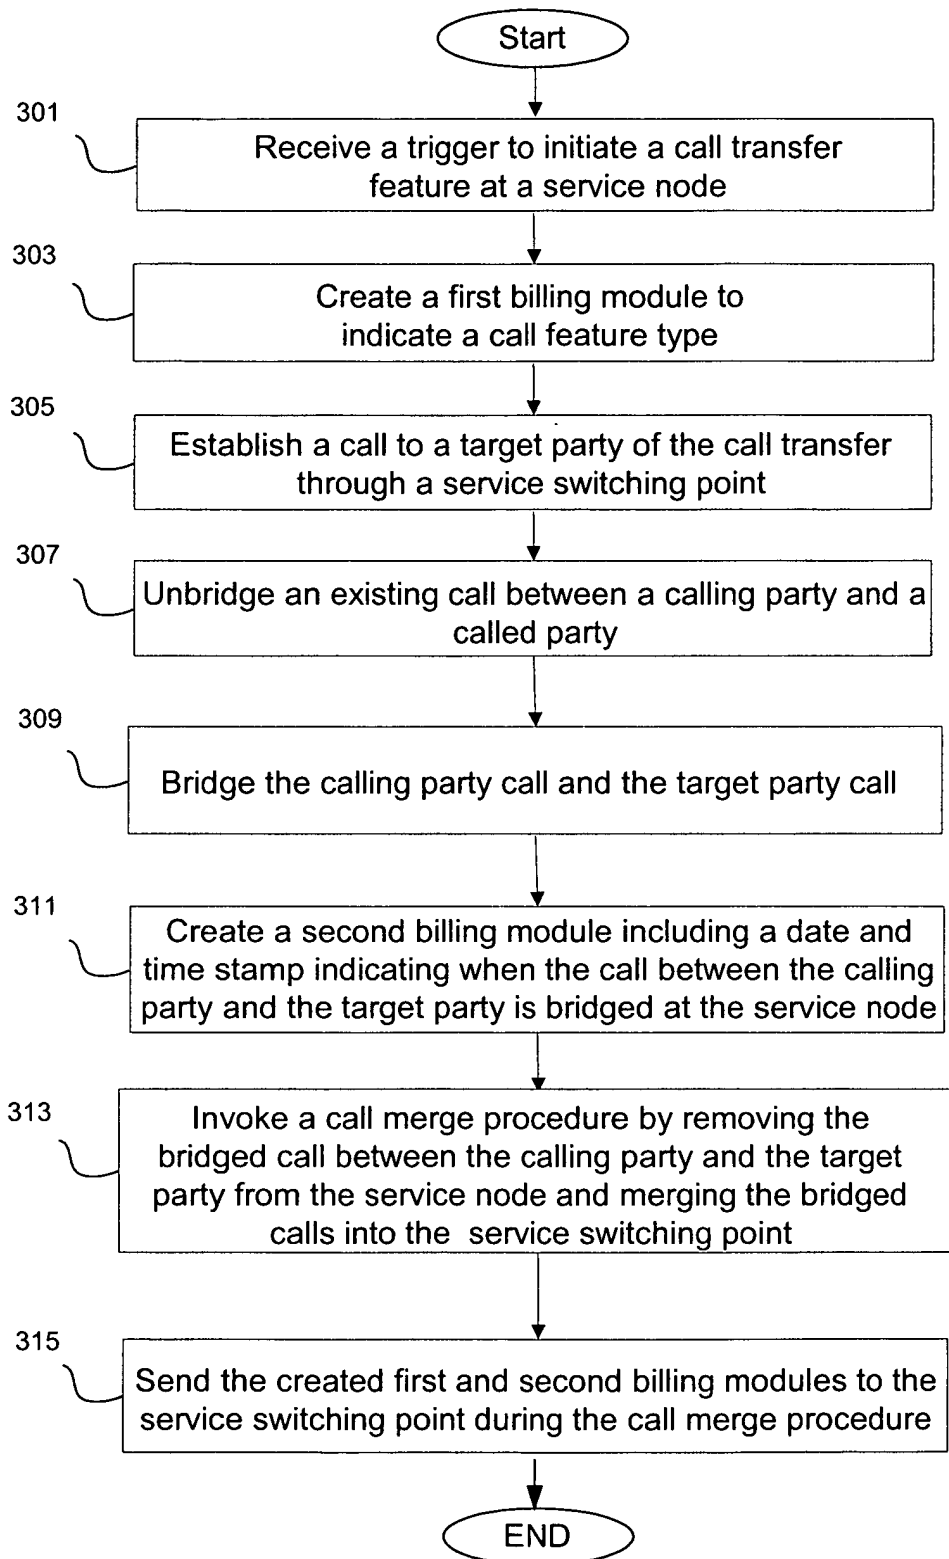 Start
301
Receive a trigger to initiate a call transfer
feature at a service node
303
Create a first billing module to
indicate a call feature type
305
Establish a call to a target party of the call transfer
through a service switching point
307
Unbridge an existing call between a calling party and a
called party
309
Bridge the calling party call and the target party call
311
Create a second billing module including a date and
time stamp indicating when the call between the calling
party and the target party is bridged at the service node
313
Invoke a call merge procedure by removing the
bridged call between the calling party and the target
party from the service node and merging the bridged
calls into the service switching point
315
Send the created first and second billing modules to the
service switching point during the call merge procedure
END